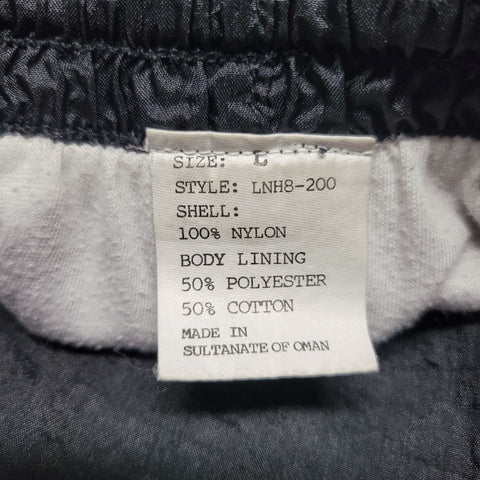 SIZE: L
STYLE: LNH8-200
SHELL:
100% NYLON
BODY LINING
50% POLYESTER
50% COTTON
MADE IN
SULTANATE OF OMAN